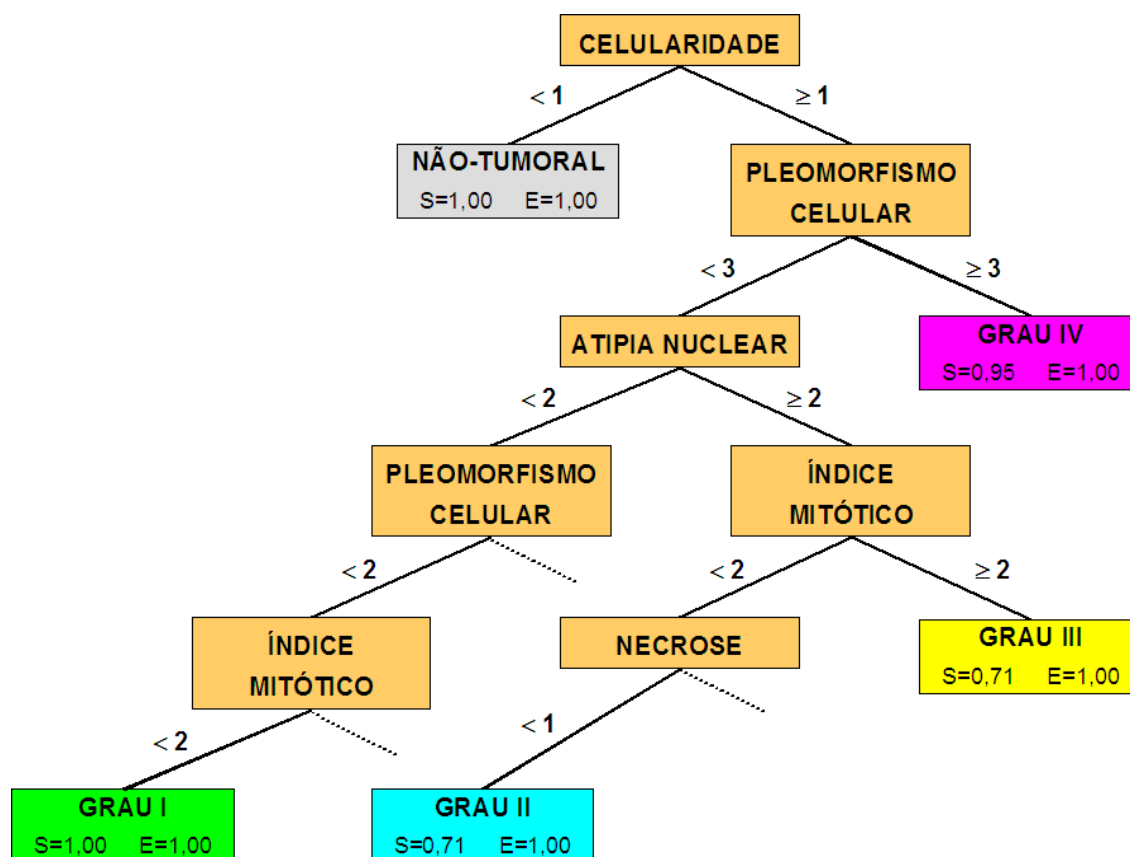 CELULARIDADE
< 1
≥ 1
NÃO-TUMORAL
S=1,00 E=1,00
PLEOMORFISMO
CELULAR
< 3
≥ 3
ATIPIA NUCLEAR
GRAU IV
S=0,95 E=1,00
< 2
≥ 2
PLEOMORFISMO
CELULAR
ÍNDICE
MITÓTICO
< 2
< 2
≥ 2
ÍNDICE
MITÓTICO
NECROSE
GRAU III
S=0,71 E=1,00
< 2
< 1
GRAU I
S=1,00 E=1,00
GRAU II
S=0,71 E=1,00